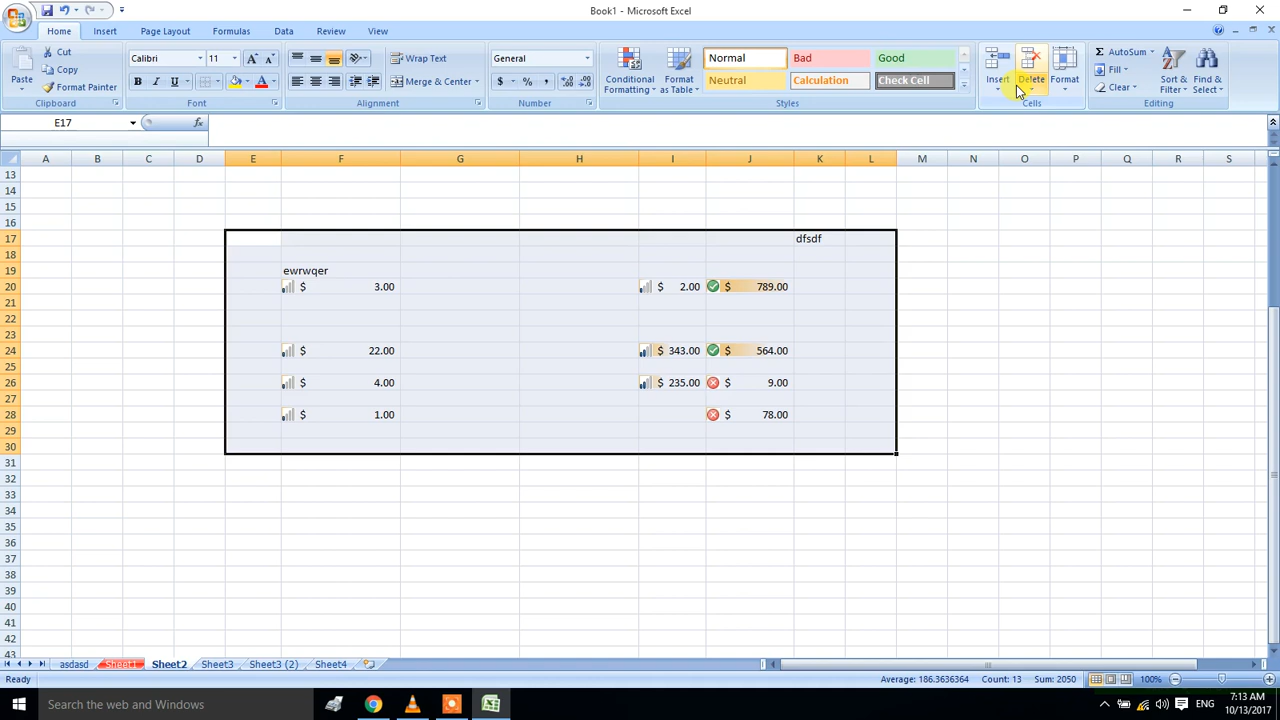 Book1 - Microsoft Excel
Home Insert Page Layout Formulas Data Review View
Paste
Cut
Copy
Format Painter
Clipboard
Calibri 11
B I U
Font
Wrap Text
Merge & Center
Alignment
General
$ % ,
Number
Conditional Formatting
Format as Table
Normal Bad Good
Neutral Calculation Check Cell
Styles
Insert Delete Format
Cells
Σ AutoSum
Fill
Clear
Sort & Filter
Find & Select
Editing
E17 fx
A B C D E F G H I J K L M N O P Q R S
13
14
15
16
17 dfsdf
18
19 ewrwqer
20 $ 3.00 $ 2.00 $ 789.00
21
22
23
24 $ 22.00 $ 343.00 $ 564.00
25
26 $ 4.00 $ 235.00 $ 9.00
27
28 $ 1.00 $ 78.00
29
30
31
32
33
34
35
36
37
38
39
40
41
42
43
asdasd Sheet1 Sheet2 Sheet3 Sheet3 (2) Sheet4
Ready Average: 186.3636364 Count: 13 Sum: 2050 100%
Search the web and Windows
ENG
7:13 AM
10/13/2017